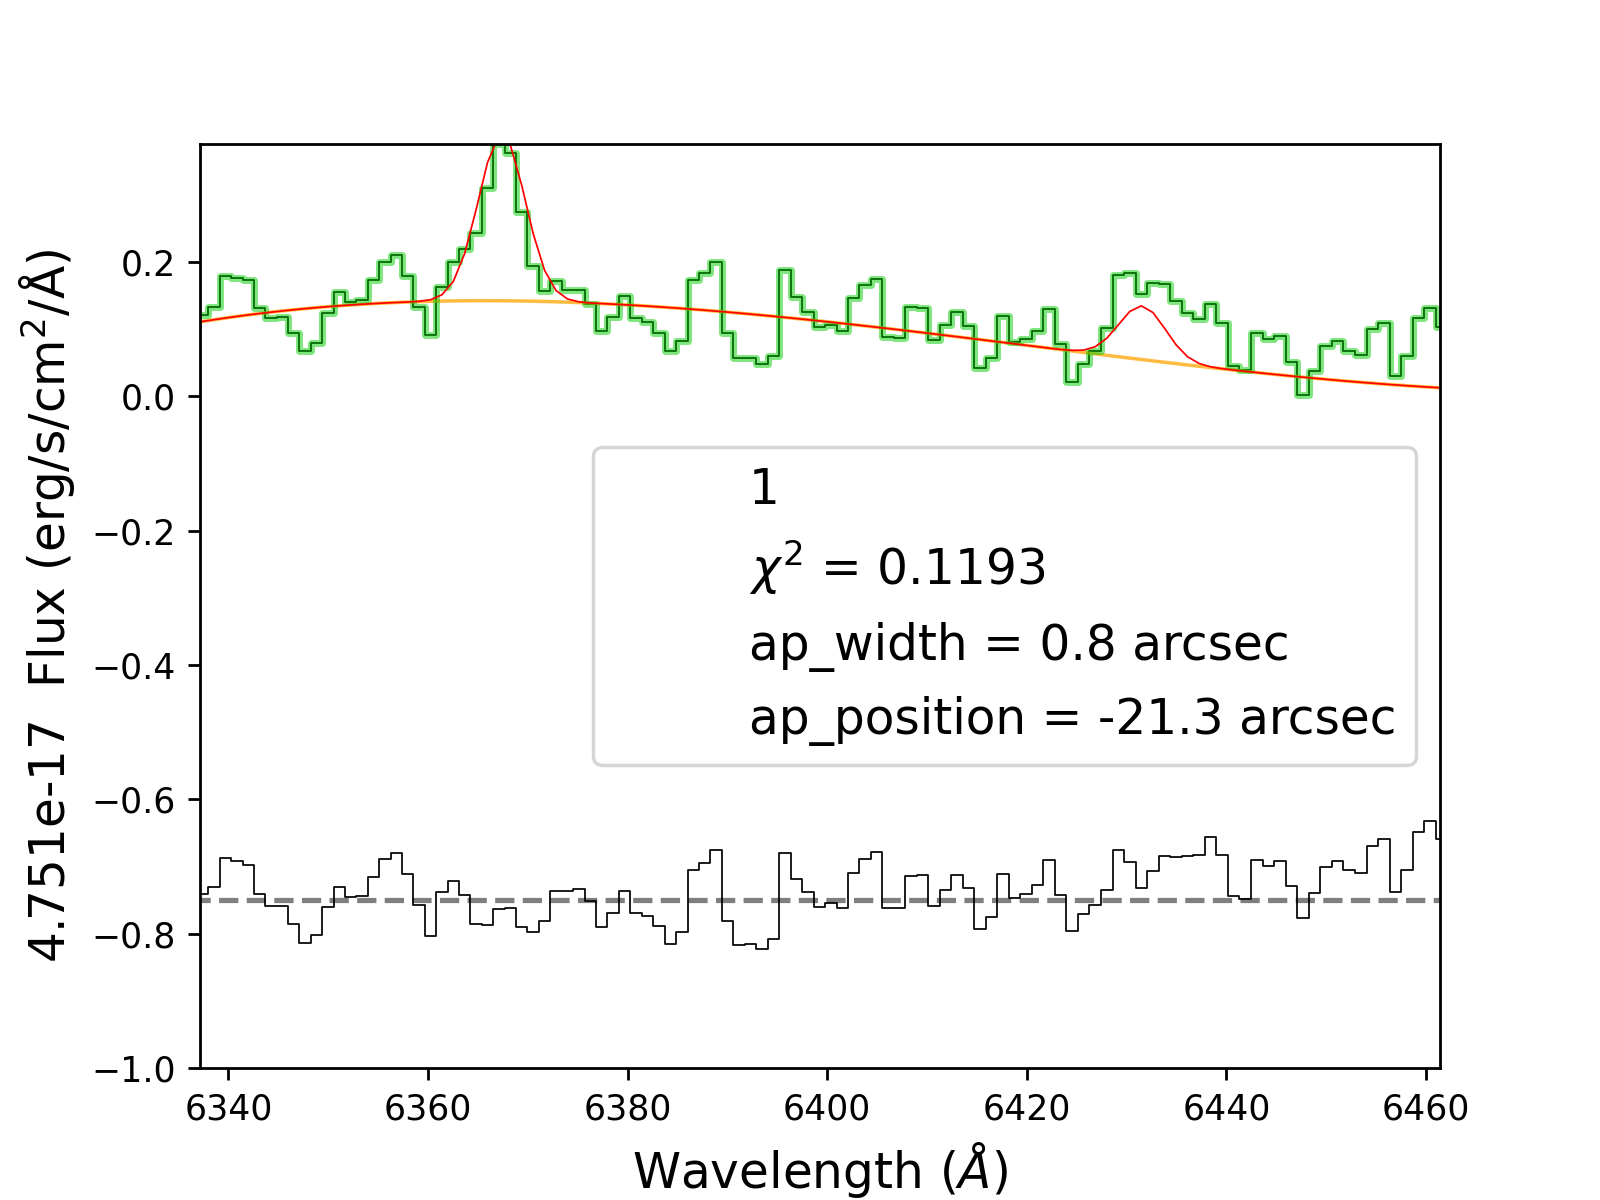 4.751e-17 Flux (erg/s/cm²/Å)
0.2
0.0
−0.2
−0.4
−0.6
−0.8
−1.0
1
χ² = 0.1193
ap_width = 0.8 arcsec
ap_position = -21.3 arcsec
6340 6360 6380 6400 6420 6440 6460
Wavelength (Å)